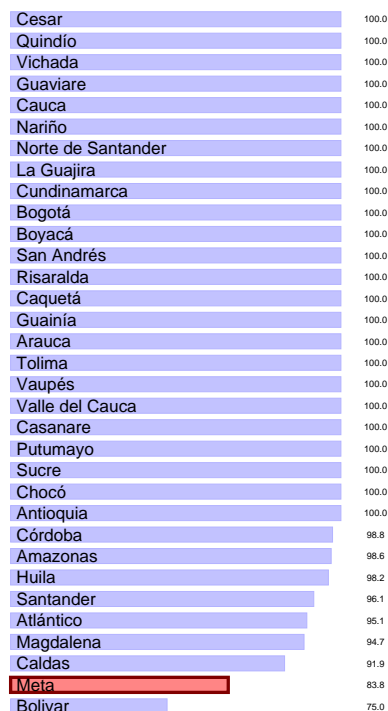 Cesar 100.0
Quindío 100.0
Vichada 100.0
Guaviare 100.0
Cauca 100.0
Nariño 100.0
Norte de Santander 100.0
La Guajira 100.0
Cundinamarca 100.0
Bogotá 100.0
Boyacá 100.0
San Andrés 100.0
Risaralda 100.0
Caquetá 100.0
Guainía 100.0
Arauca 100.0
Tolima 100.0
Vaupés 100.0
Valle del Cauca 100.0
Casanare 100.0
Putumayo 100.0
Sucre 100.0
Chocó 100.0
Antioquia 100.0
Córdoba 98.8
Amazonas 98.6
Huila 98.2
Santander 96.1
Atlántico 95.1
Magdalena 94.7
Caldas 91.9
Meta 83.8
Bolivar 75.0